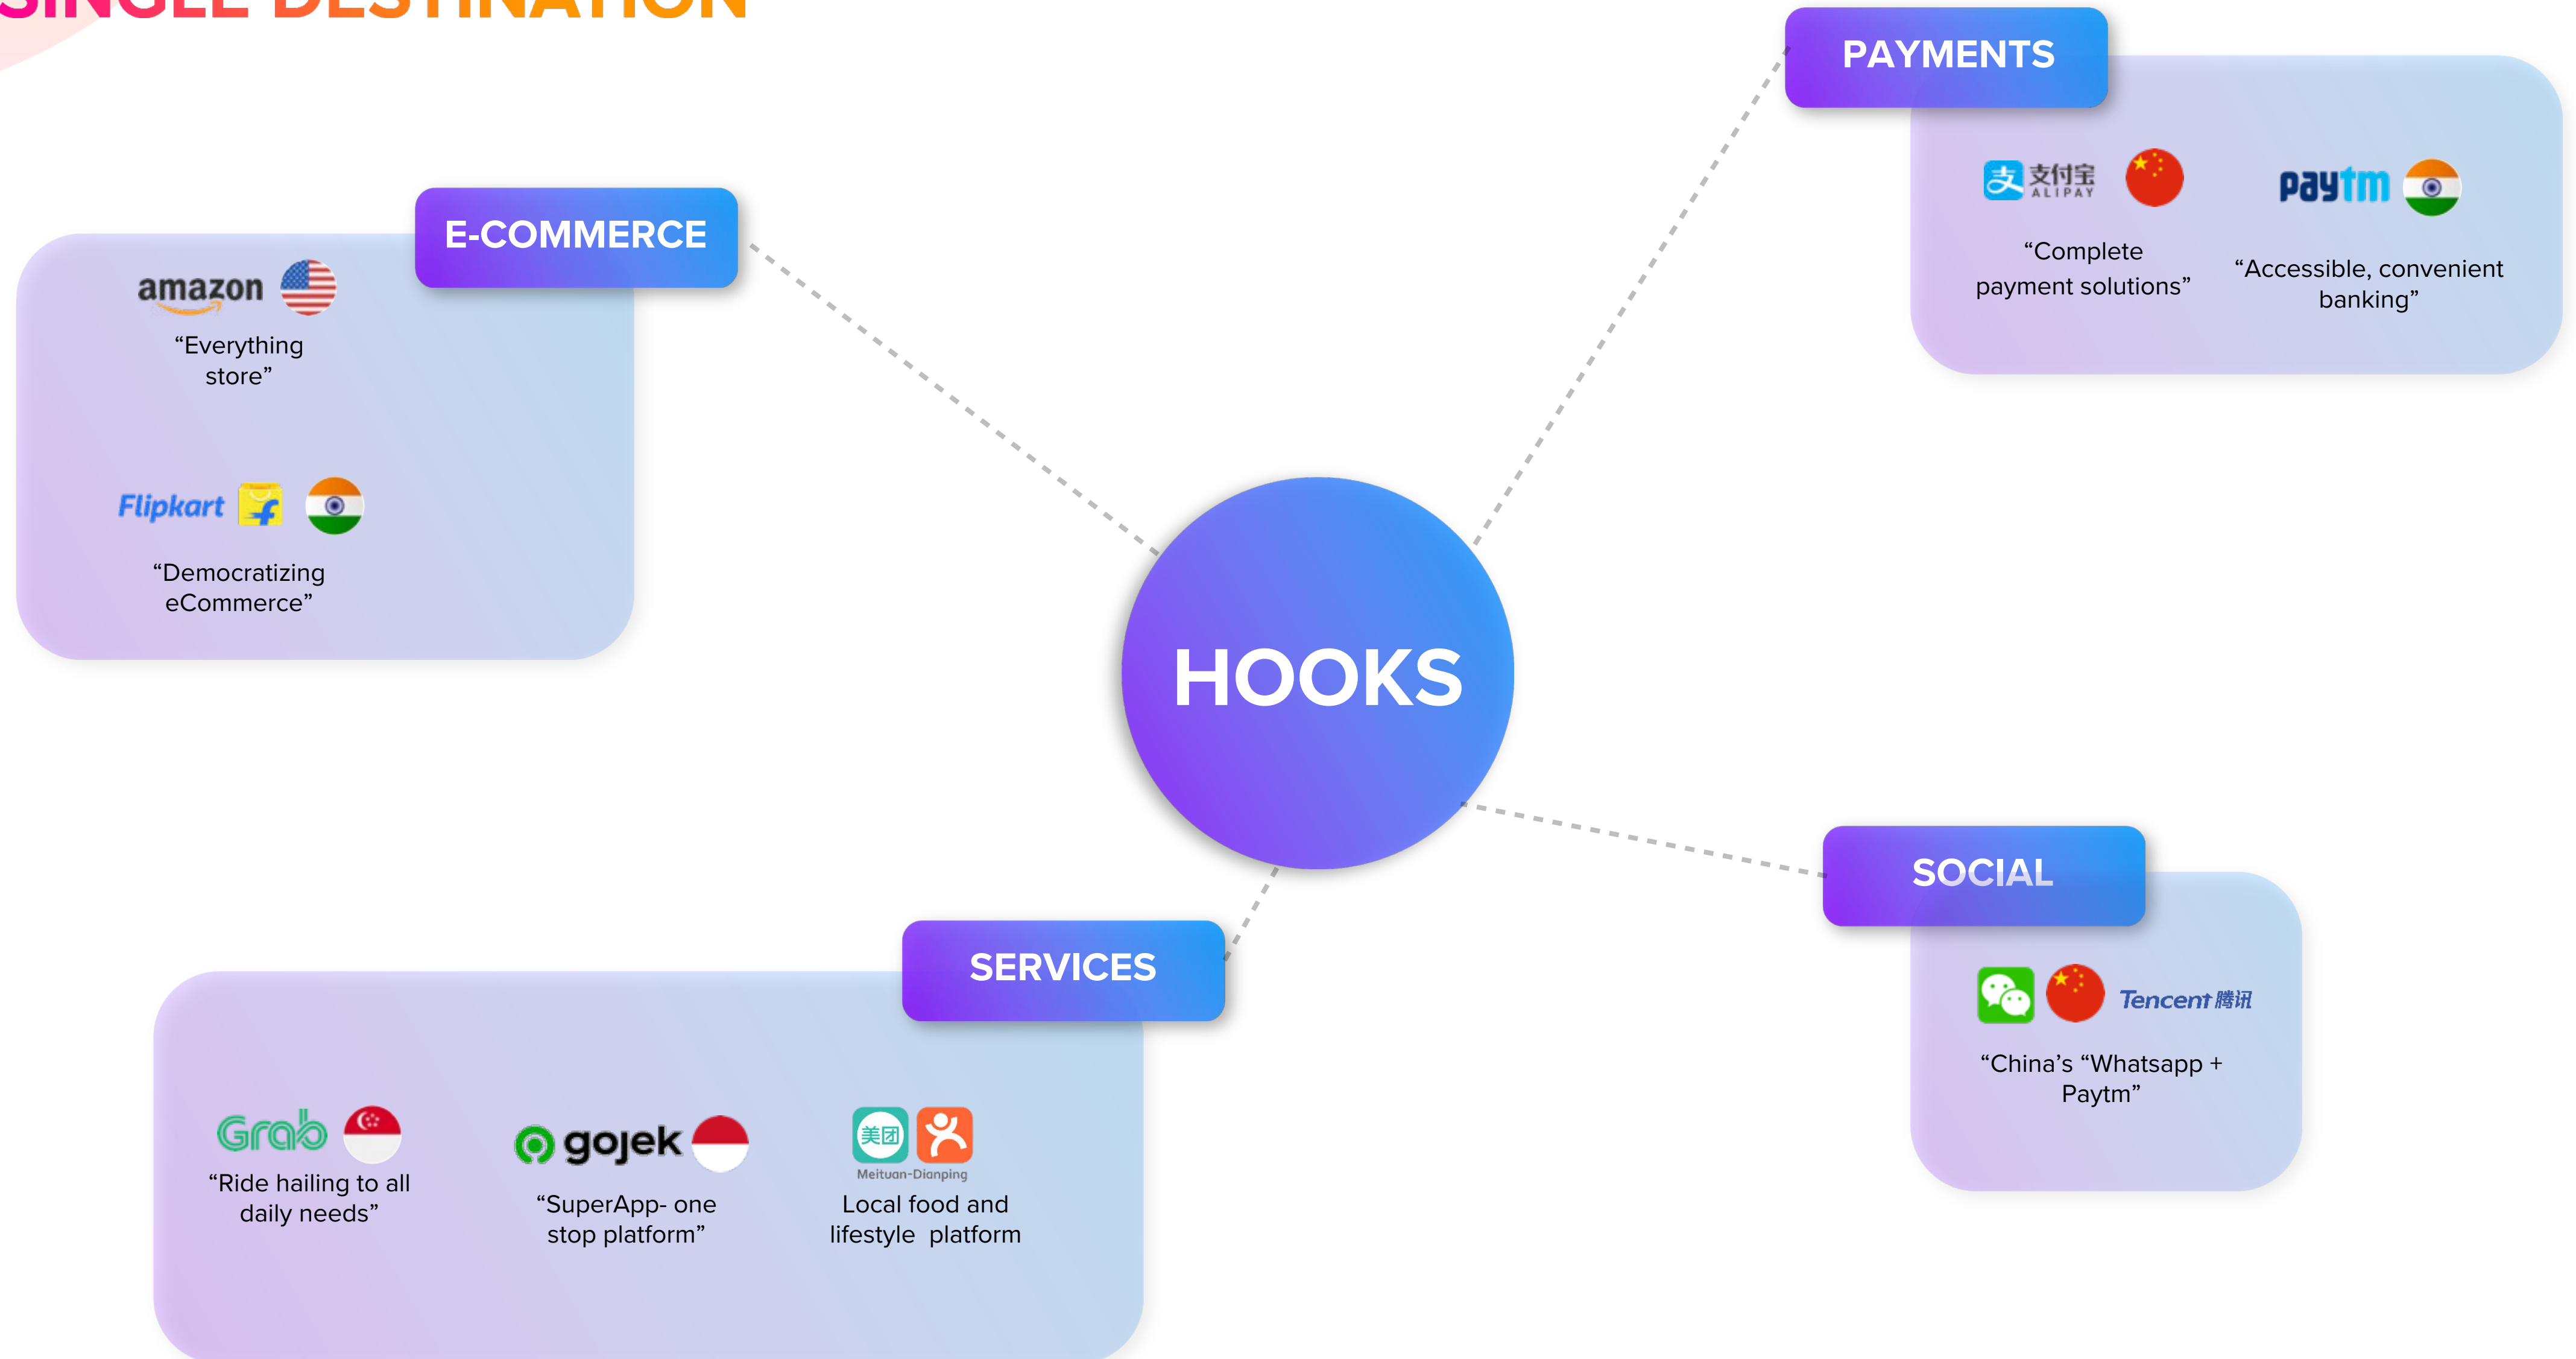 SINGLE DESTINATION
PAYMENTS
支付宝
ALIPAY
paytm
“Complete
payment solutions”
“Accessible, convenient
banking”
E-COMMERCE
amazon
“Everything
store”
Flipkart
“Democratizing
eCommerce”
HOOKS
SOCIAL
Tencent 腾讯
“China’s “Whatsapp +
Paytm”
SERVICES
Grab
“Ride hailing to all
daily needs”
gojek
“SuperApp- one
stop platform”
美团
Meituan-Dianping
Local food and
lifestyle platform